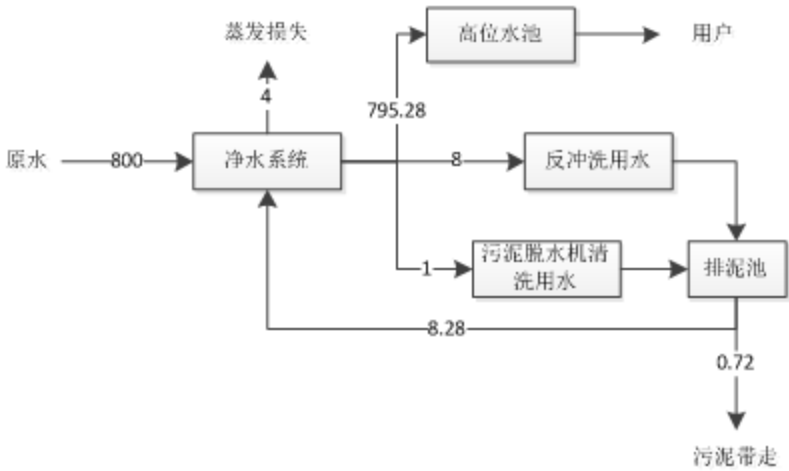 蒸发损失
高位水池
用户
4
795.28
原水
800
净水系统
8
反冲洗用水
1
污泥脱水机清
洗用水
排泥池
8.28
0.72
污泥带走